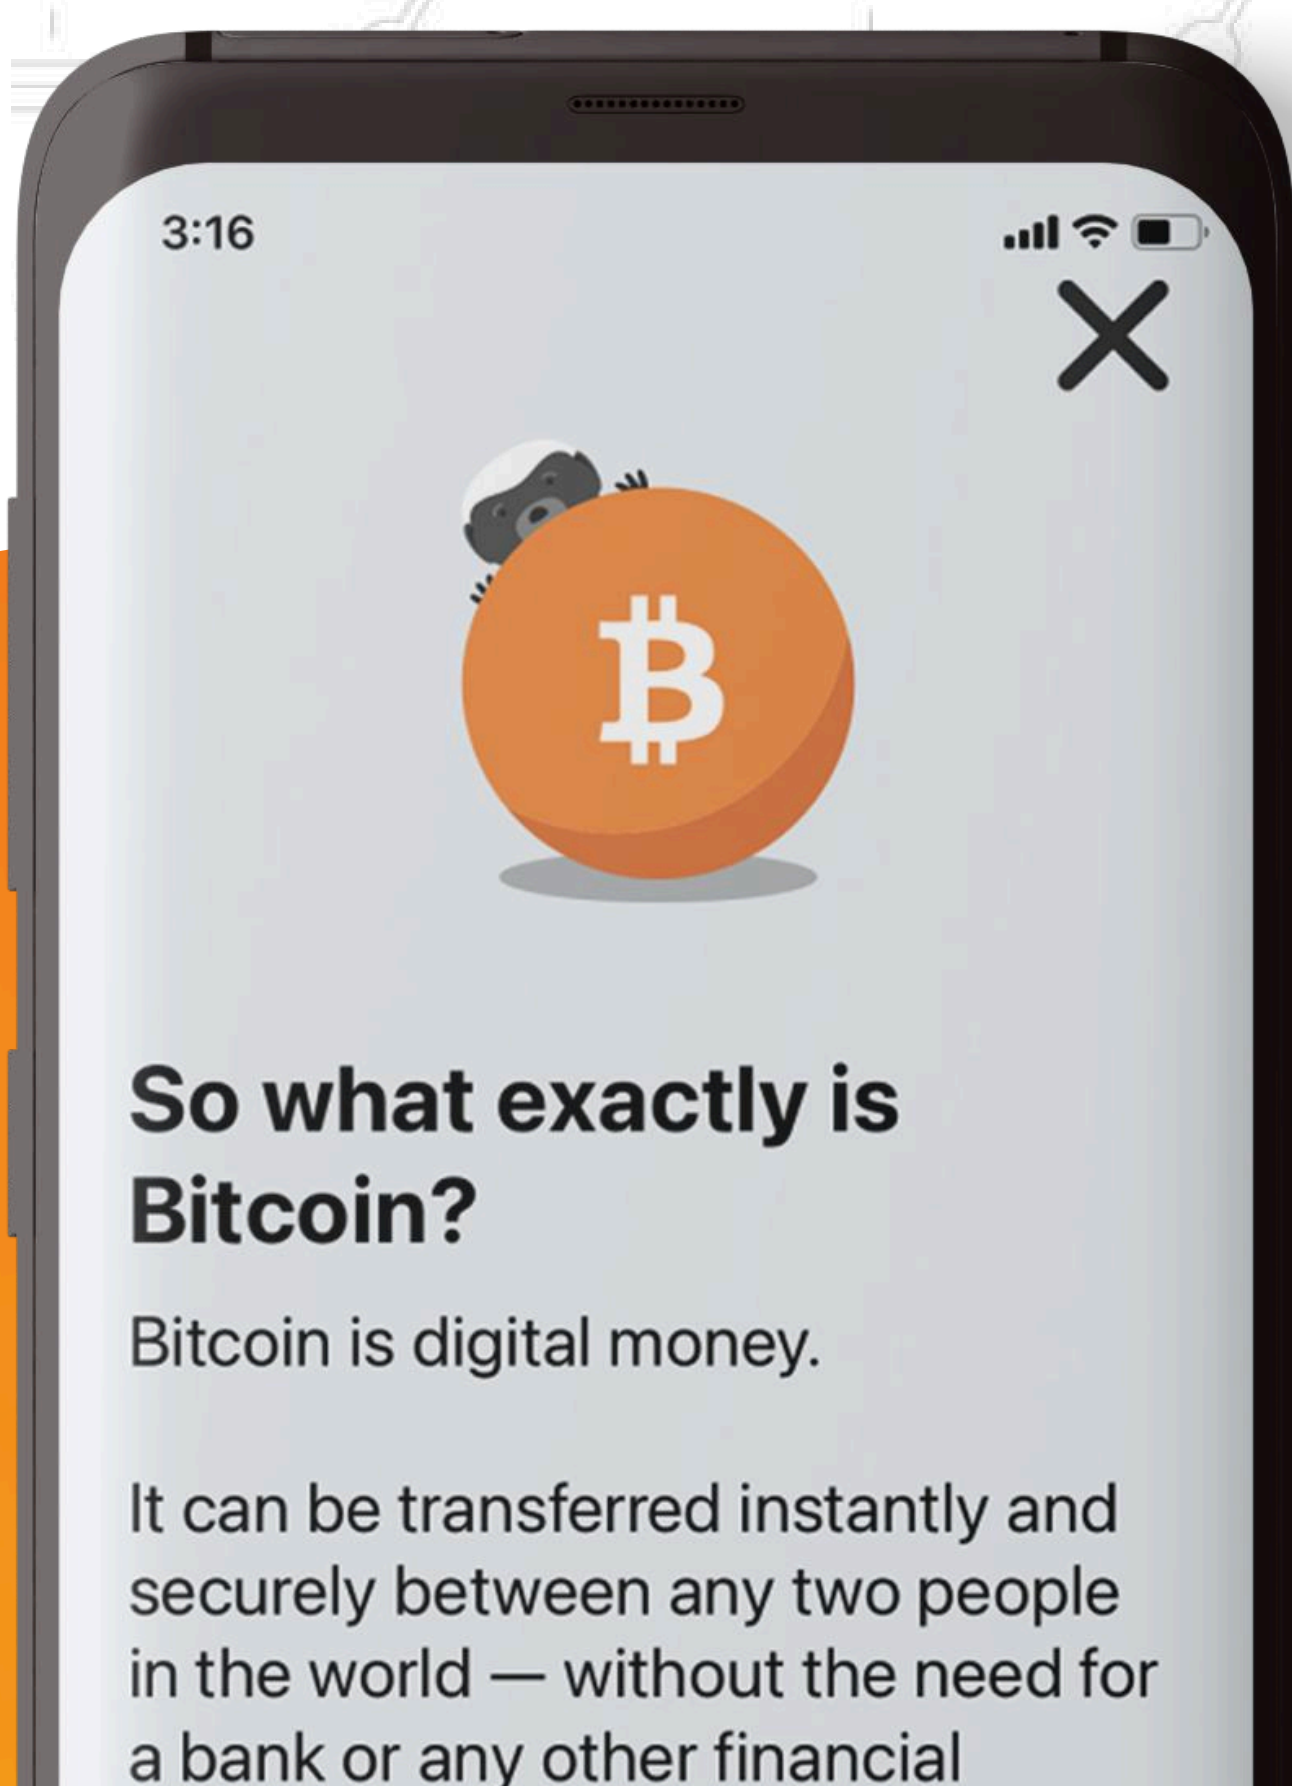 3:16
So what exactly is
Bitcoin?
Bitcoin is digital money.
It can be transferred instantly and
securely between any two people
in the world — without the need for
a bank or any other financial